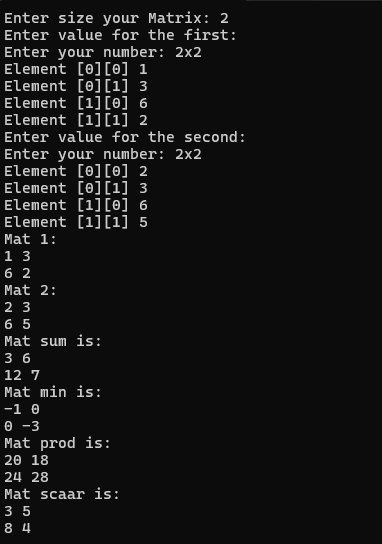 Enter size your Matrix: 2
Enter value for the first:
Enter your number: 2x2
Element [0][0] 1
Element [0][1] 3
Element [1][0] 6
Element [1][1] 2
Enter value for the second:
Enter your number: 2x2
Element [0][0] 2
Element [0][1] 3
Element [1][0] 6
Element [1][1] 5
Mat 1:
1 3
6 2
Mat 2:
2 3
6 5
Mat sum is:
3 6
12 7
Mat min is:
-1 0
0 -3
Mat prod is:
20 18
24 28
Mat scaar is:
3 5
8 4